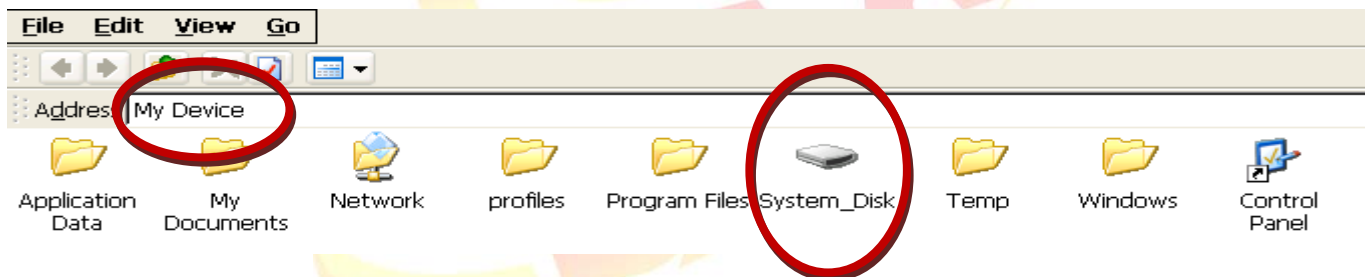 File Edit View Go
Address My Device
Application Data
My Documents
Network
profiles
Program Files
System_Disk
Temp
Windows
Control Panel